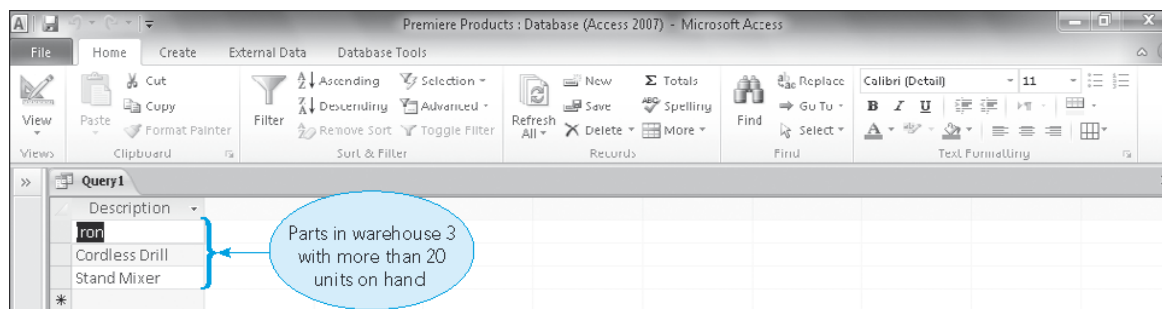 Premiere Products : Database (Access 2007) - Microsoft Access
File Home Create External Data Database Tools
View
Views
Paste
Cut
Copy
Format Painter
Clipboard
Filter
Ascending
Descending
Remove Sort
Selection
Advanced
Toggle Filter
Sort & Filter
Refresh
All
New
Save
Delete
Σ Totals
Spelling
More
Records
Find
Replace
Go To
Select
Find
Calibri (Detail) 11
B I U
A
Text Formatting
Query1
Description
Iron
Cordless Drill
Stand Mixer
Parts in warehouse 3
with more than 20
units on hand